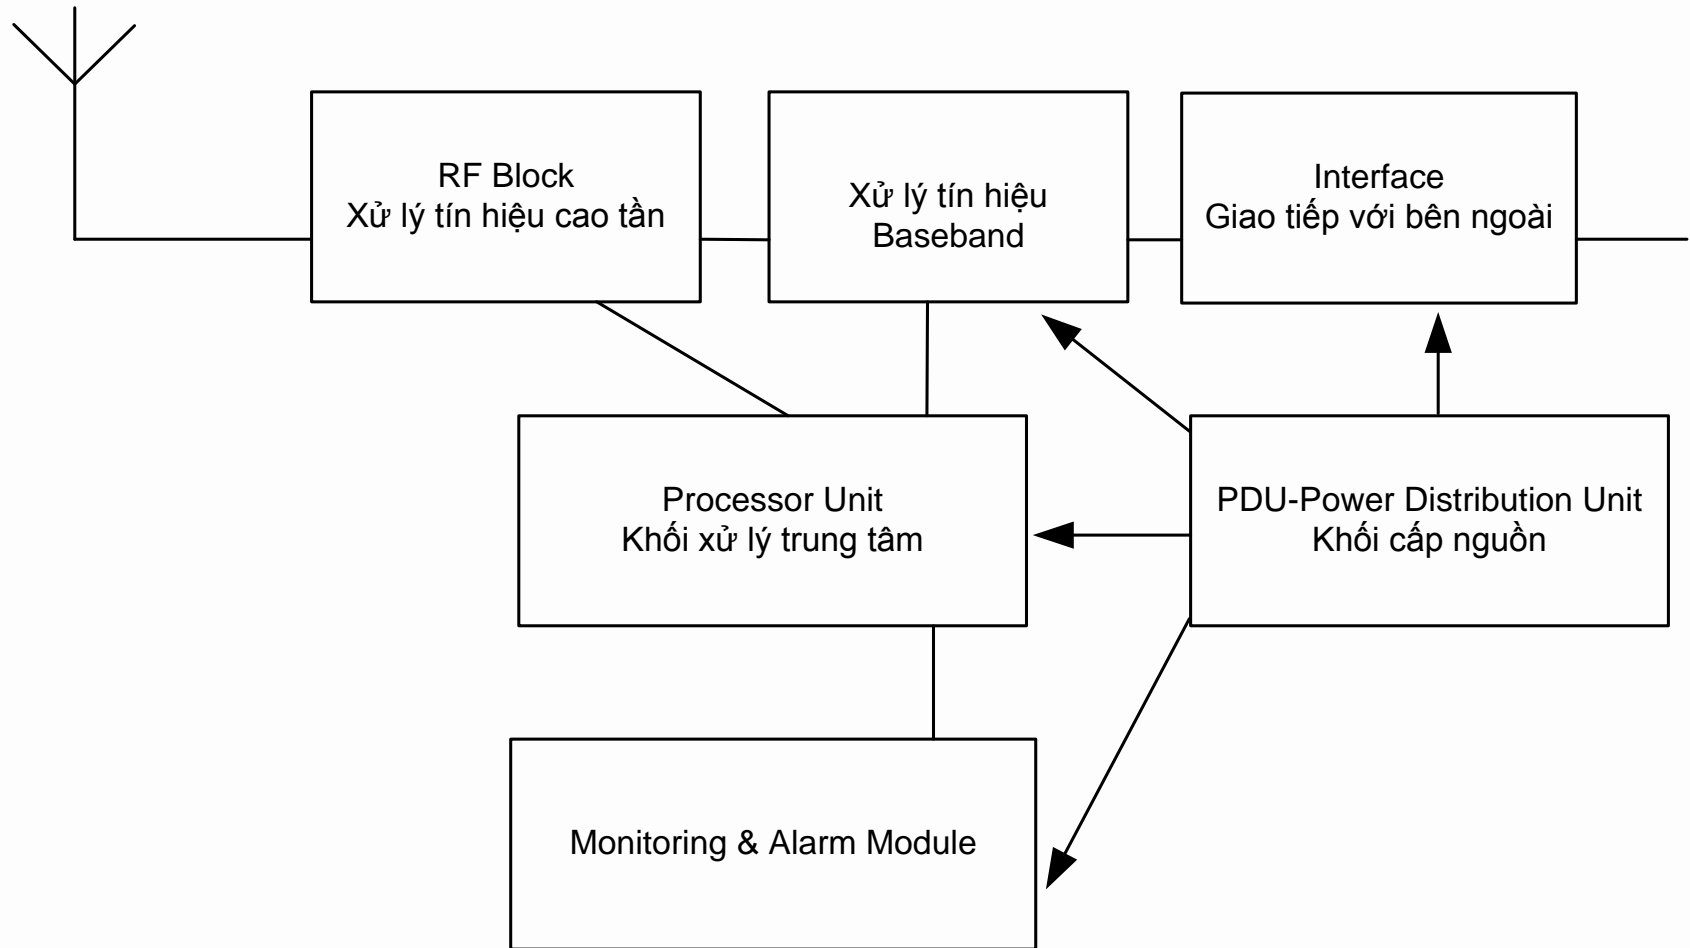 RF Block
Xử lý tín hiệu cao tần
Xử lý tín hiệu
Baseband
Interface
Giao tiếp với bên ngoài
Processor Unit
Khối xử lý trung tâm
PDU-Power Distribution Unit
Khối cấp nguồn
Monitoring & Alarm Module